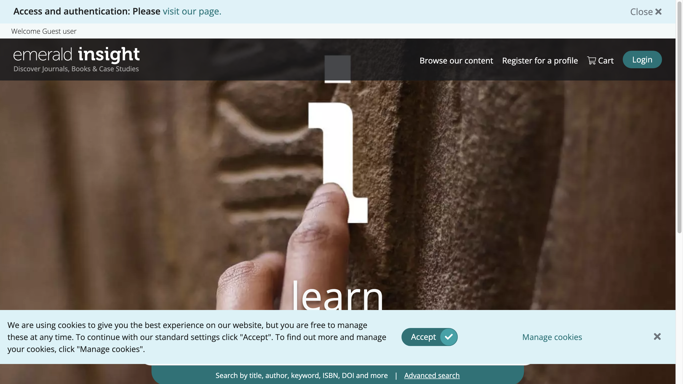 Access and authentication: Please visit our page.
Close ✕
Welcome Guest user
emerald insight
Discover Journals, Books & Case Studies
Browse our content
Register for a profile
Cart
Login
learn
We are using cookies to give you the best experience on our website, but you are free to manage
these at any time. To continue with our standard settings click "Accept". To find out more and manage
your cookies, click "Manage cookies".
Accept
Manage cookies
Search by title, author, keyword, ISBN, DOI and more | Advanced search